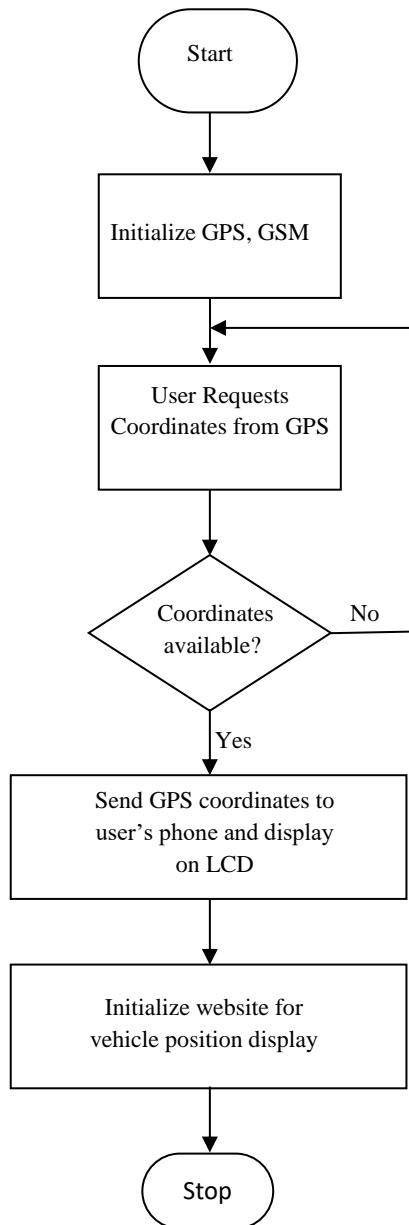 Start
Initialize GPS, GSM
User Requests
Coordinates from GPS
Coordinates
available?
No
Yes
Send GPS coordinates to
user’s phone and display
on LCD
Initialize website for
vehicle position display
Stop